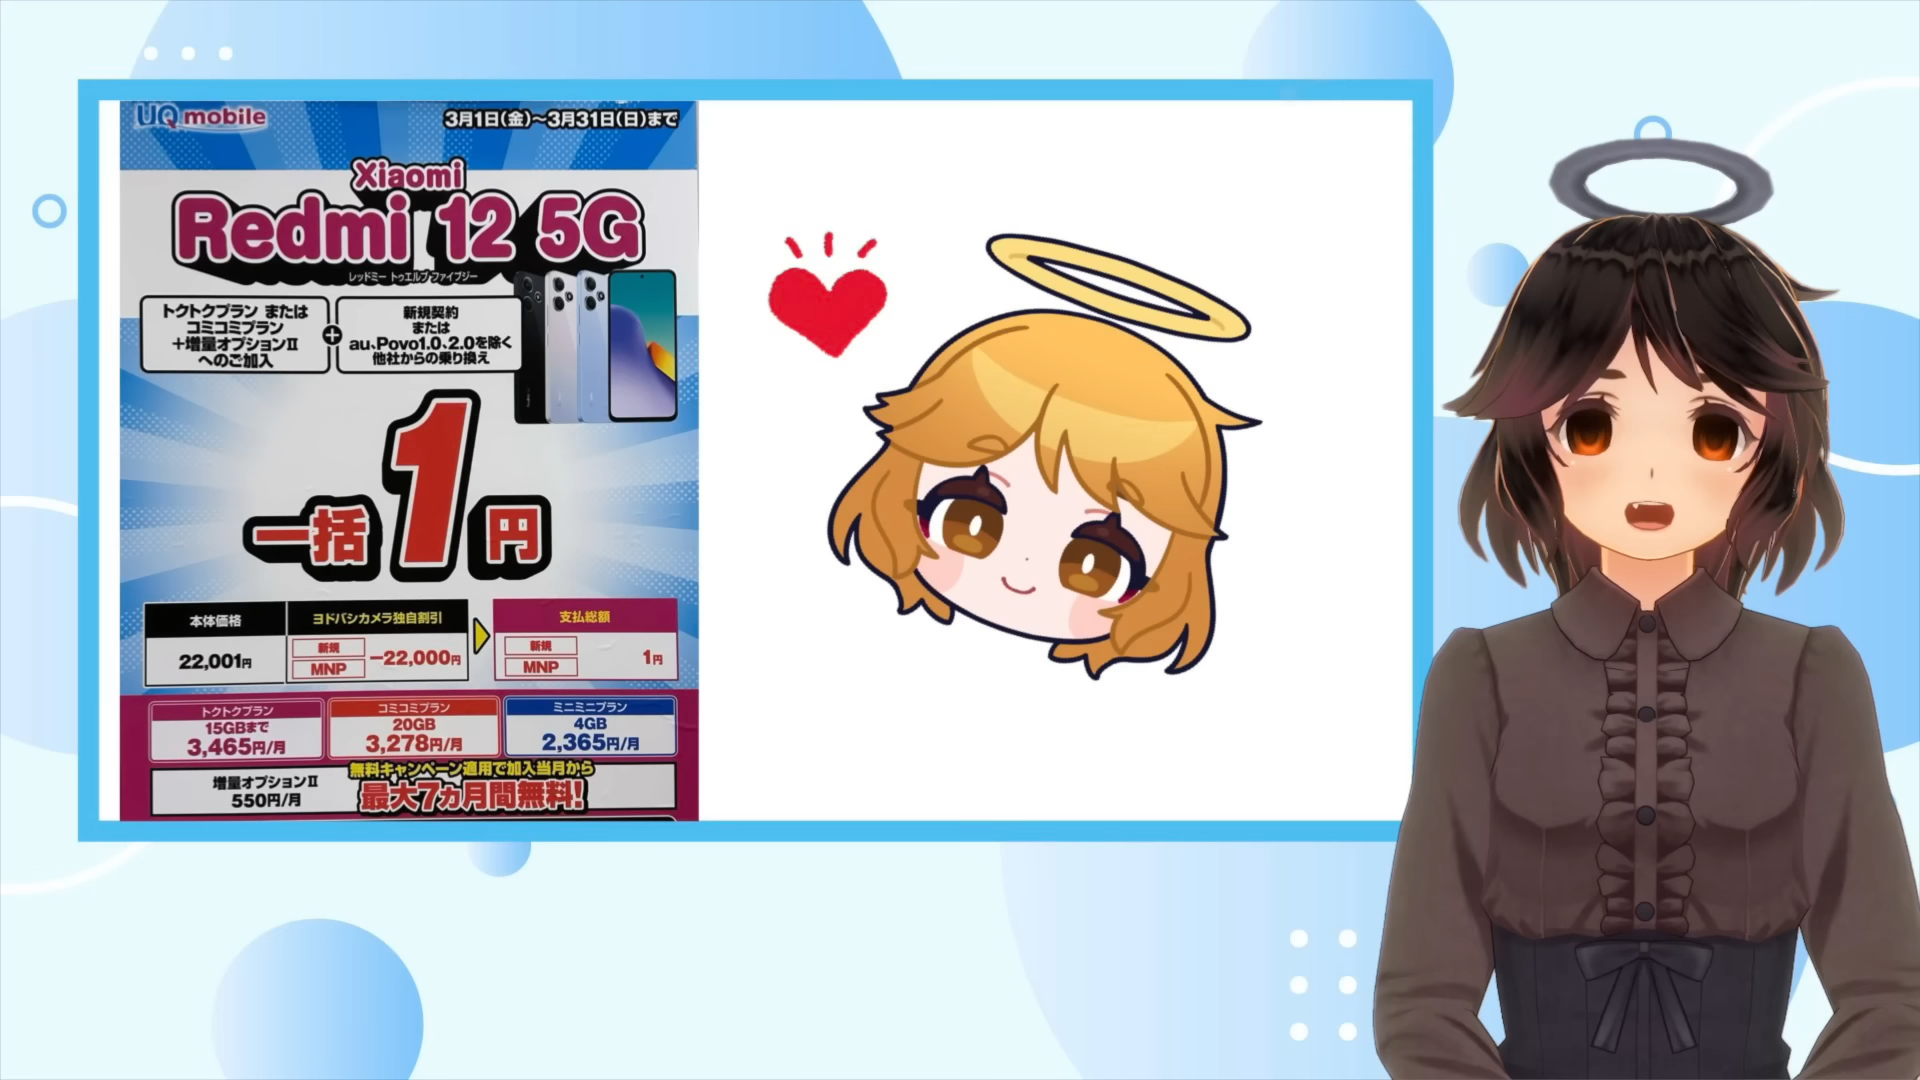 UQ mobile
3月1日(金)~3月31日(日)まで
Xiaomi
Redmi 12 5G
レッドミー トゥエルブ ファイブジー
トクトクプラン または
コミコミプラン
+増量オプションⅡ
へのご加入
+
新規契約
または
au、Povo1.0、2.0を除く
他社からの乗り換え
一括1円
本体価格
22,001円
ヨドバシカメラ独自割引
新規
MNP
-22,000円
支払総額
新規
MNP
1円
トクトクプラン
15GBまで
3,465円/月
コミコミプラン
20GB
3,278円/月
ミニミニプラン
4GB
2,365円/月
増量オプションⅡ
550円/月
無料キャンペーン適用で加入当月から
最大7カ月間無料!